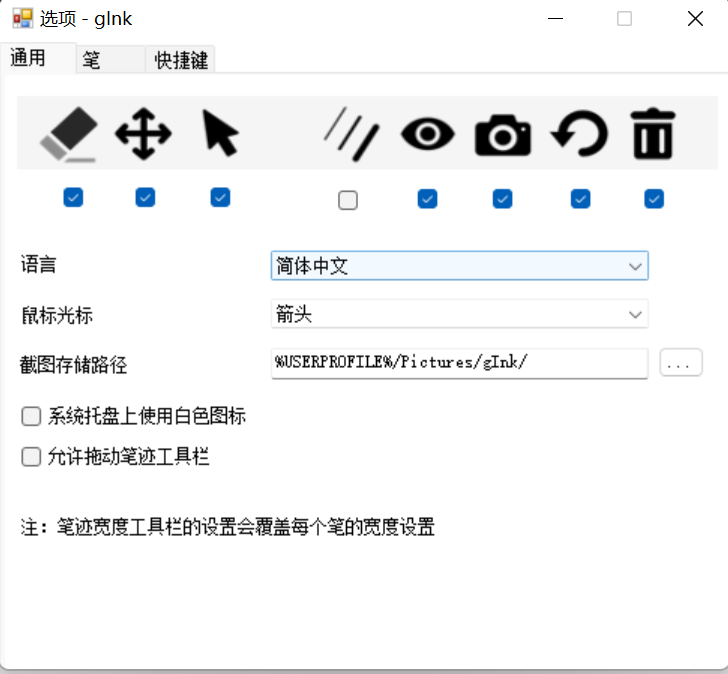 选项 - gInk
通用 笔 快捷键
语言 简体中文
鼠标光标 箭头
截图存储路径 %USERPROFILE%/Pictures/gInk/ ...
系统托盘上使用白色图标
允许拖动笔迹工具栏
注：笔迹宽度工具栏的设置会覆盖每个笔的宽度设置